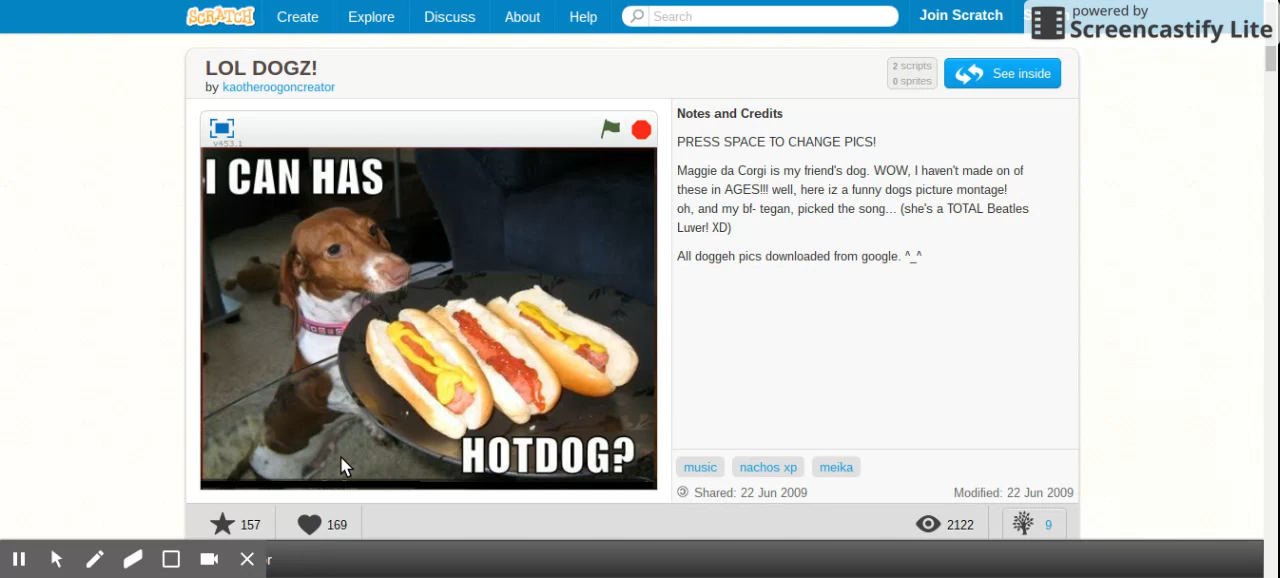 SCRATCH Create Explore Discuss About Help Search Join Scratch
powered by
Screencastify Lite
LOL DOGZ!
by kaotheroogoncreator
2 scripts
0 sprites
See inside
v453.1
I CAN HAS
HOTDOG?
Notes and Credits
PRESS SPACE TO CHANGE PICS!
Maggie da Corgi is my friend's dog. WOW, I haven't made on of
these in AGES!!! well, here iz a funny dogs picture montage!
oh, and my bf- tegan, picked the song... (she's a TOTAL Beatles
Luver! XD)
All doggeh pics downloaded from google. ^_^
music nachos xp meika
Shared: 22 Jun 2009 Modified: 22 Jun 2009
157 169 2122 9